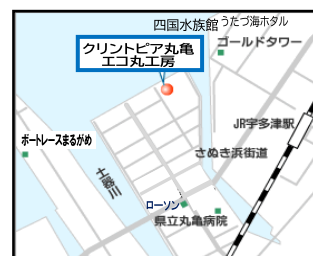 四国水族館
うたづ海ホタル
ゴールドタワー
クリントピア丸亀
エコ丸工房
JR宇多津駅
ボートレースまるがめ
さぬき浜街道
土器川
ローソン
県立丸亀病院